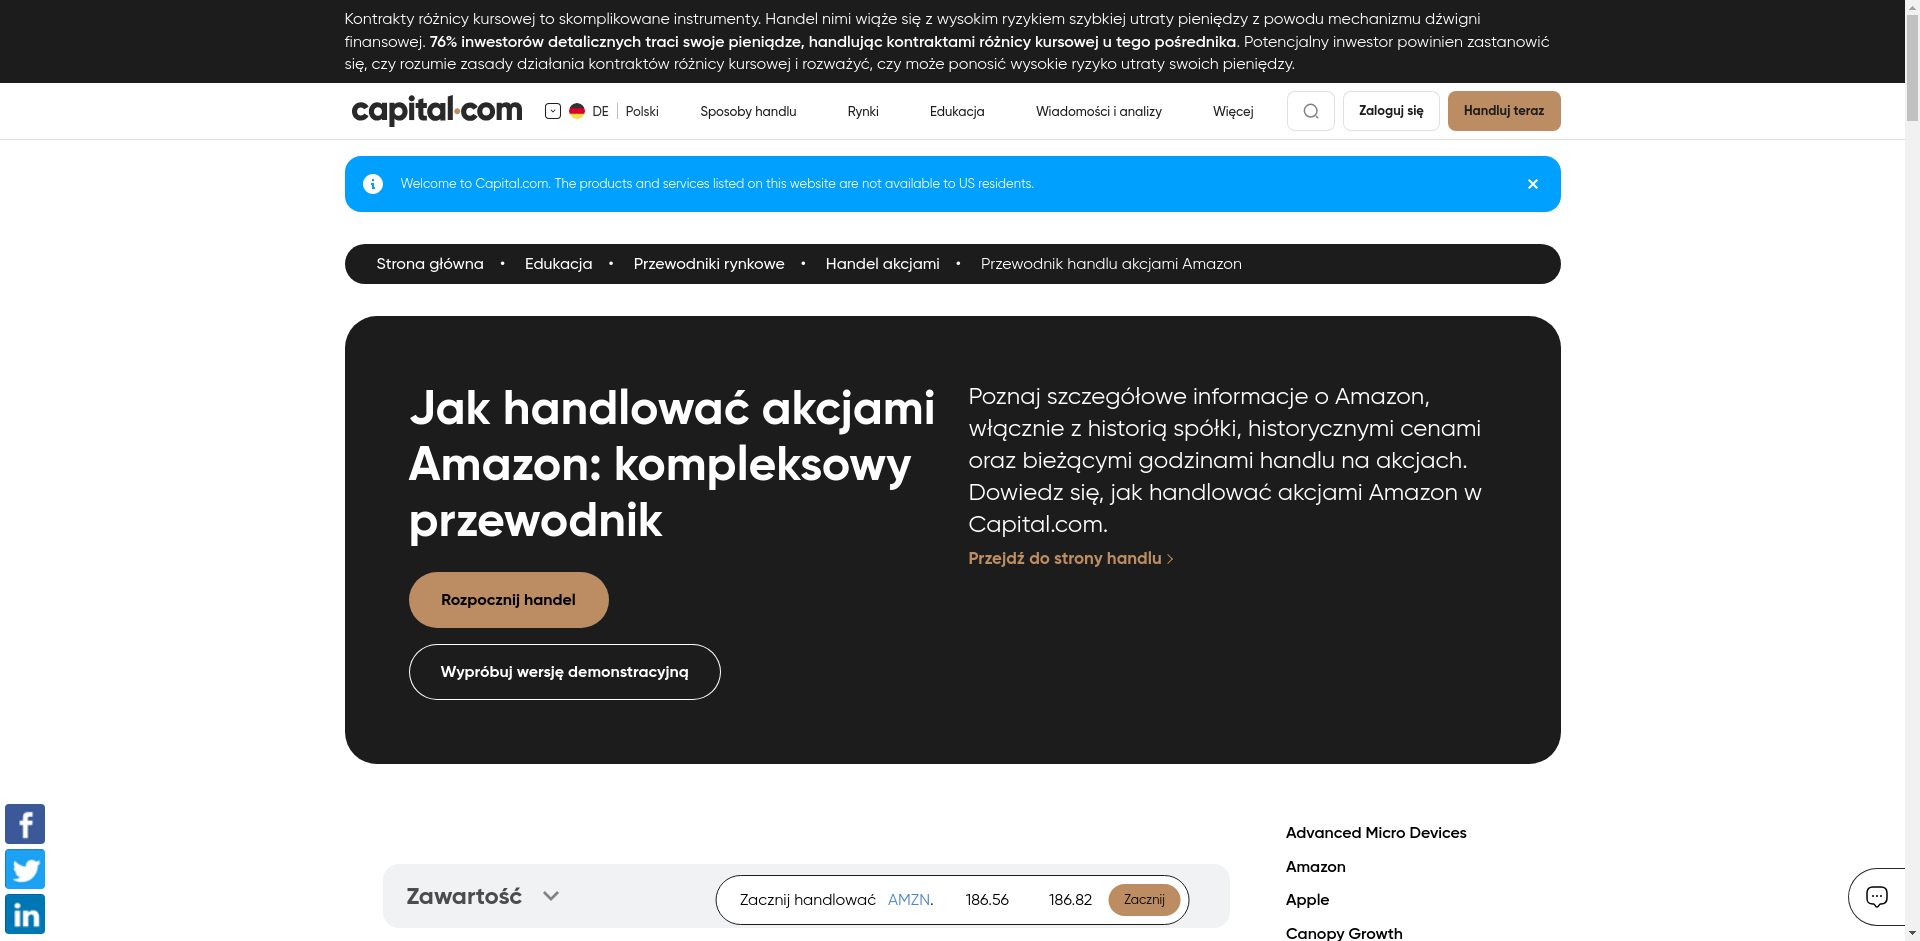 Kontrakty różnicy kursowej to skomplikowane instrumenty. Handel nimi wiąże się z wysokim ryzykiem szybkiej utraty pieniędzy z powodu mechanizmu dźwigni
finansowej. 76% inwestorów detalicznych traci swoje pieniądze, handlując kontraktami różnicy kursowej u tego pośrednika. Potencjalny inwestor powinien zastanowić
się, czy rozumie zasady działania kontraktów różnicy kursowej i rozważyć, czy może ponosić wysokie ryzyko utraty swoich pieniędzy.
capital.com DE Polski Sposoby handlu Rynki Edukacja Wiadomości i analizy Więcej Zaloguj się Handluj teraz
Welcome to Capital.com. The products and services listed on this website are not available to US residents.
Strona główna • Edukacja • Przewodniki rynkowe • Handel akcjami • Przewodnik handlu akcjami Amazon
Jak handlować akcjami
Amazon: kompleksowy
przewodnik
Rozpocznij handel
Wypróbuj wersję demonstracyjną
Poznaj szczegółowe informacje o Amazon,
włącznie z historią spółki, historycznymi cenami
oraz bieżącymi godzinami handlu na akcjach.
Dowiedz się, jak handlować akcjami Amazon w
Capital.com.
Przejdź do strony handlu
Zawartość
Zacznij handlować AMZN. 186.56 186.82 Zacznij
Advanced Micro Devices
Amazon
Apple
Canopy Growth